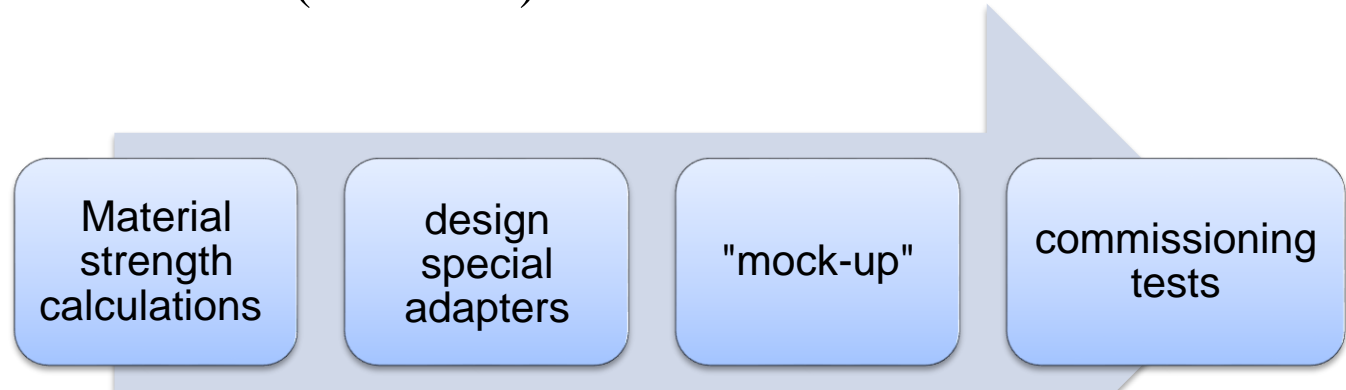 Material
strength
calculations
design
special
adapters
"mock-up"
commissioning
tests